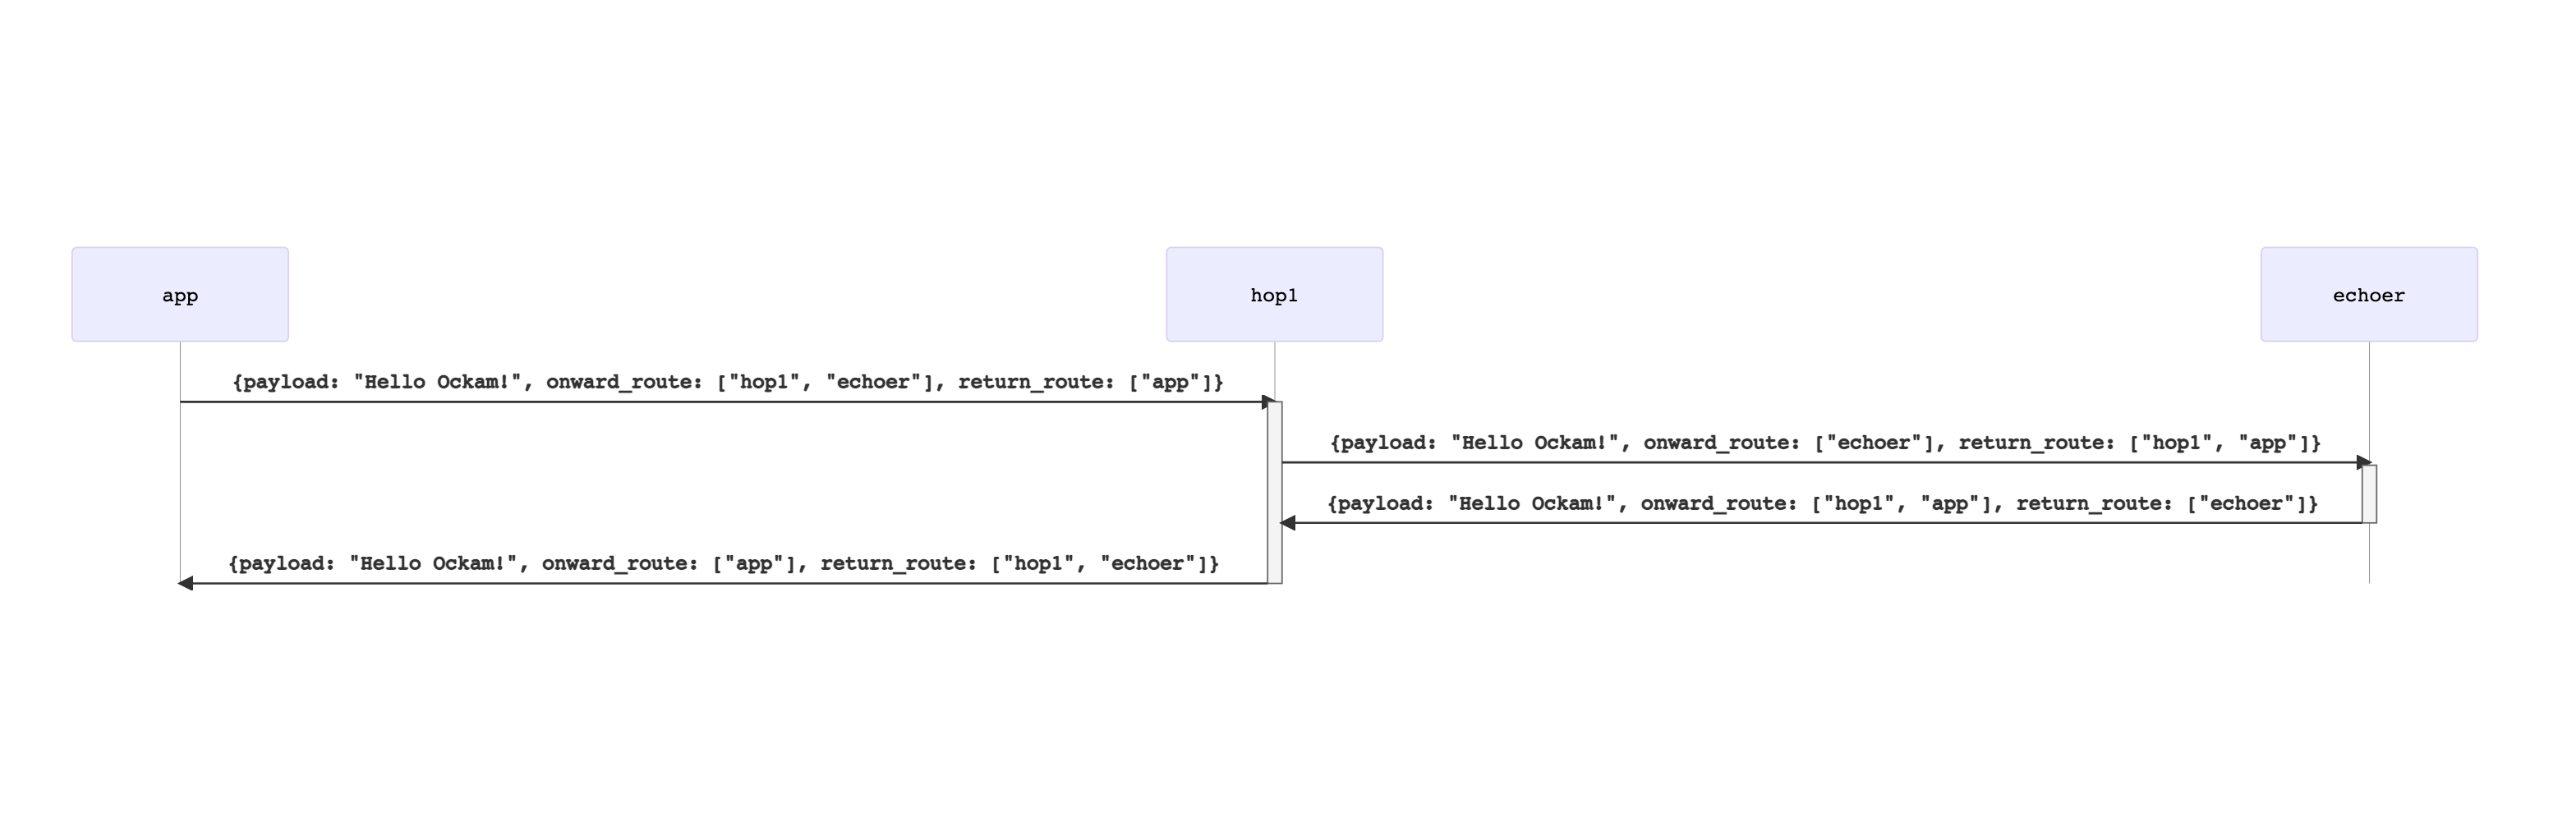 app
hop1
echoer
{payload: "Hello Ockam!", onward_route: ["hop1", "echoer"], return_route: ["app"]}
{payload: "Hello Ockam!", onward_route: ["echoer"], return_route: ["hop1", "app"]}
{payload: "Hello Ockam!", onward_route: ["hop1", "app"], return_route: ["echoer"]}
{payload: "Hello Ockam!", onward_route: ["app"], return_route: ["hop1", "echoer"]}